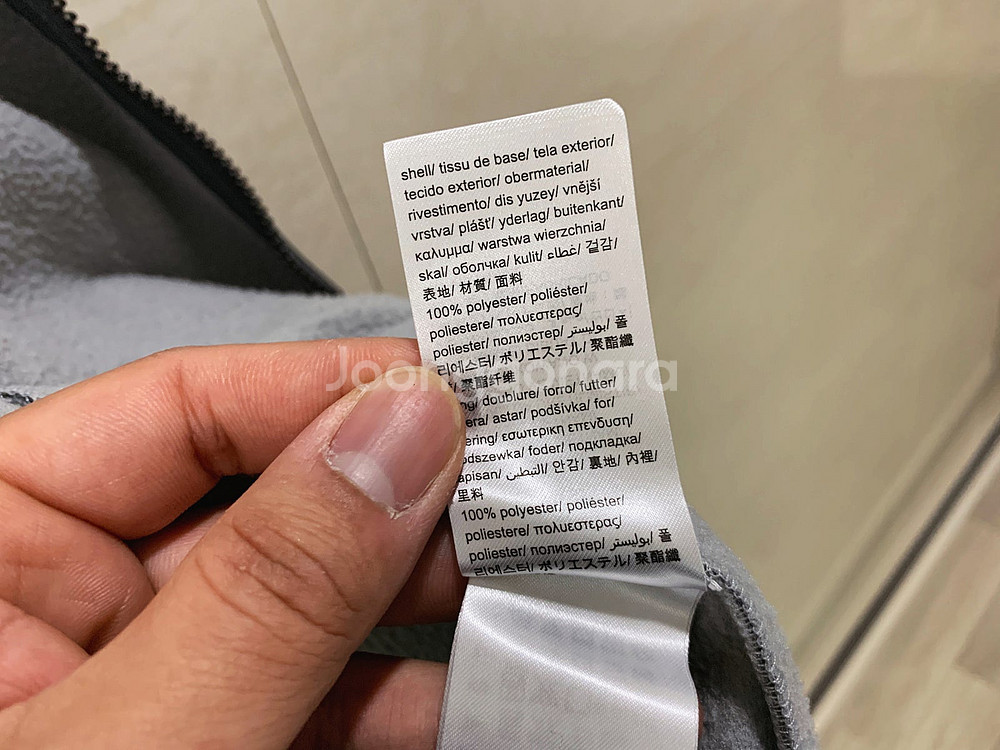 shell/ tissu de base/ tela exterior/
tecido exterior/ obermaterial/
rivestimento/ dis yuzey/ vnější
vrstva/ plášť/ yderlag/ buitenkant/
καλυμμα/ warstwa wierzchnia/
skal/ оболчка/ kulit/ غطاء/ 겉감/
表地/ 材質/ 面料
100% polyester/ poliéster/
poliestere/ πολυεστερας/
poliester/ полиэстер/ بوليستر/ 폴
리에스터/ ポリエステル/ 聚酯纖
聚酯纤维
doublure/ forro/ futter/
astar/ podšívka/ for/
εσωτερικη επενδυση/
foder/ подкладка/
التبطين/ 안감/ 裏地/ 內裡/
里料
100% polyester/ poliéster/
poliestere/ πολυεστερας/
poliester/ полиэстер/ بوليستر/ 폴
리에스터/ ポリエステル/ 聚酯纖